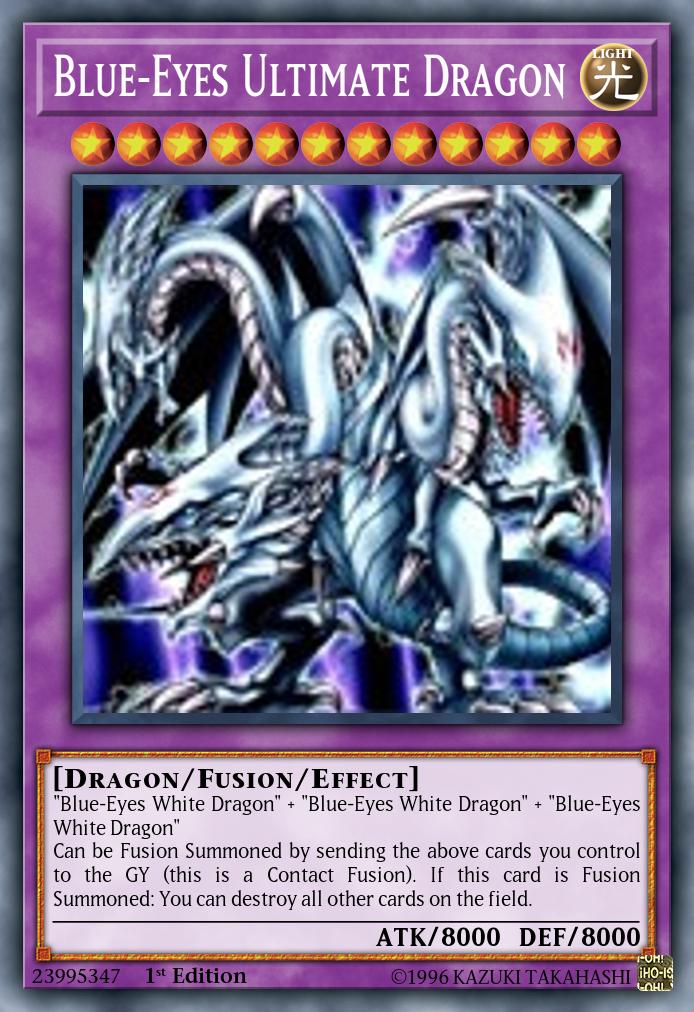 Blue-Eyes Ultimate Dragon
LIGHT
光
[Dragon/Fusion/Effect]
"Blue-Eyes White Dragon" + "Blue-Eyes White Dragon" + "Blue-Eyes
White Dragon"
Can be Fusion Summoned by sending the above cards you control
to the GY (this is a Contact Fusion). If this card is Fusion
Summoned: You can destroy all other cards on the field.
ATK/8000 DEF/8000
23995347 1st Edition ©1996 KAZUKI TAKAHASHI